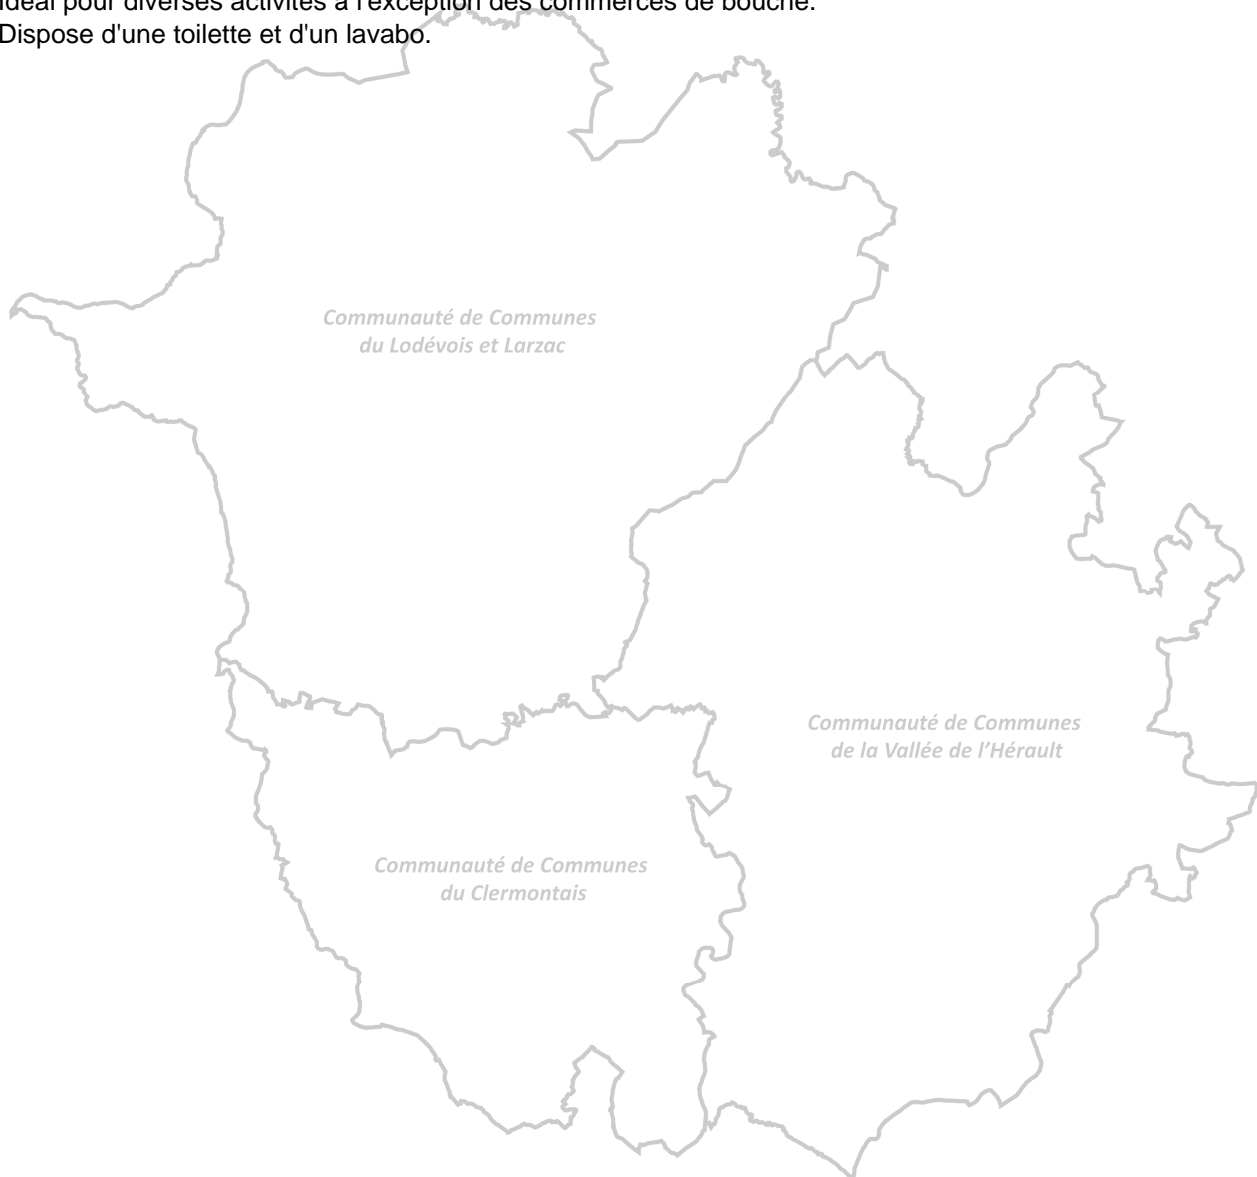 Idéal pour diverses activités à l'exception des commerces de bouche.
Dispose d'une toilette et d'un lavabo.
Communauté de Communes
du Lodévois et Larzac
Communauté de Communes
de la Vallée de l'Hérault
Communauté de Communes
du Clermontais